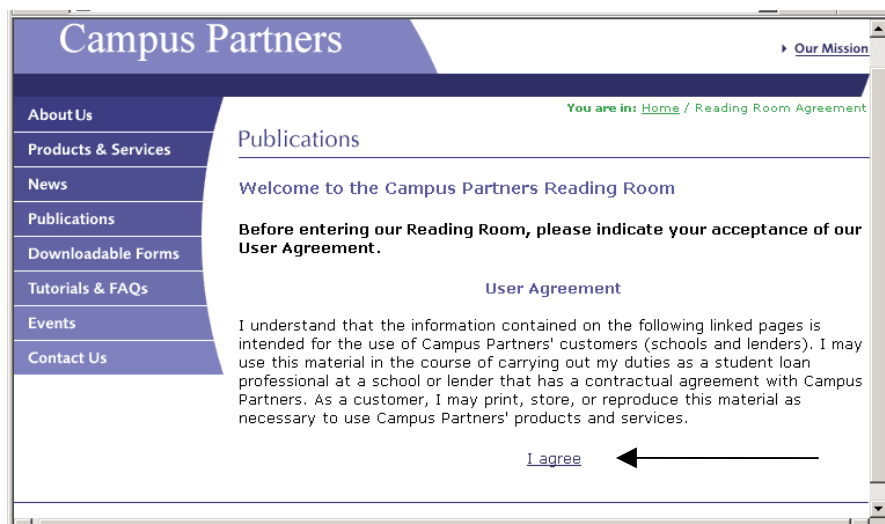 Campus Partners
Our Mission
You are in: Home / Reading Room Agreement
About Us
Products & Services
News
Publications
Downloadable Forms
Tutorials & FAQs
Events
Contact Us
Publications
Welcome to the Campus Partners Reading Room
Before entering our Reading Room, please indicate your acceptance of our
User Agreement.
User Agreement
I understand that the information contained on the following linked pages is
intended for the use of Campus Partners' customers (schools and lenders). I may
use this material in the course of carrying out my duties as a student loan
professional at a school or lender that has a contractual agreement with Campus
Partners. As a customer, I may print, store, or reproduce this material as
necessary to use Campus Partners' products and services.
I agree